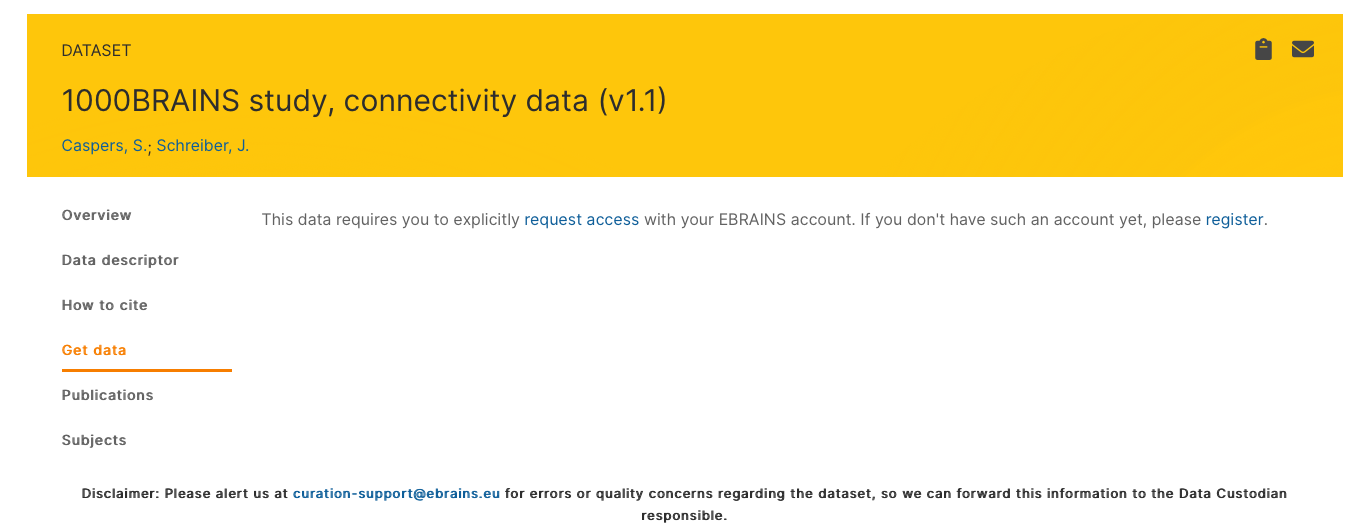 DATASET
1000BRAINS study, connectivity data (v1.1)
Caspers, S.; Schreiber, J.
Overview
This data requires you to explicitly request access with your EBRAINS account. If you don't have such an account yet, please register.
Data descriptor
How to cite
Get data
Publications
Subjects
Disclaimer: Please alert us at curation-support@ebrains.eu for errors or quality concerns regarding the dataset, so we can forward this information to the Data Custodian
responsible.